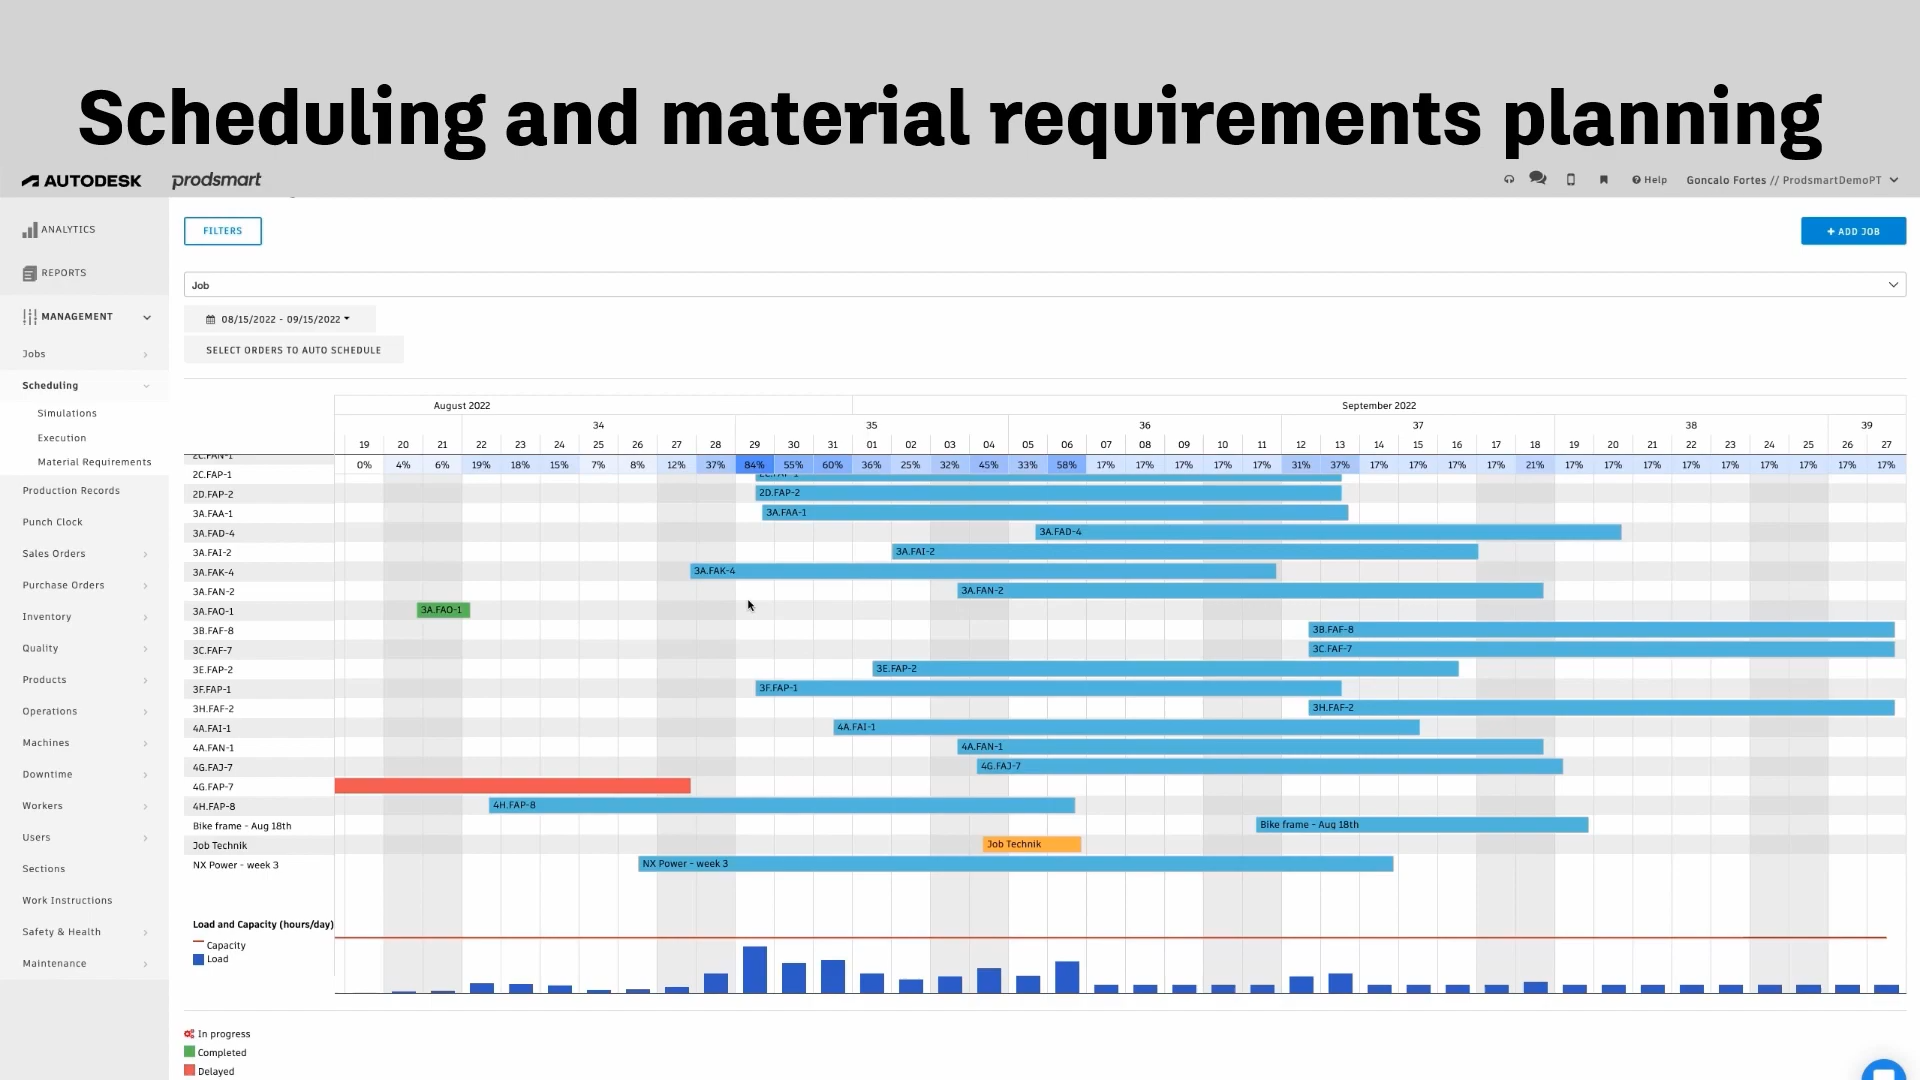 Scheduling and material requirements planning
AUTODESK prodsmart
Help Goncalo Fortes // ProdsmartDemoPT
ANALYTICS
REPORTS
MANAGEMENT
Jobs
Scheduling
Simulations
Execution
Material Requirements
Production Records
Punch Clock
Sales Orders
Purchase Orders
Inventory
Quality
Products
Operations
Machines
Downtime
Workers
Users
Sections
Work Instructions
Safety & Health
Maintenance
FILTERS
+ ADD JOB
Job
08/15/2022 - 09/15/2022
SELECT ORDERS TO AUTO SCHEDULE
August 2022 September 2022
34 35 36 37 38 39
19 20 21 22 23 24 25 26 27 28 29 30 31 01 02 03 04 05 06 07 08 09 10 11 12 13 14 15 16 17 18 19 20 21 22 23 24 25 26 27
0% 4% 6% 19% 18% 15% 7% 8% 12% 37% 84% 55% 60% 36% 25% 32% 45% 33% 58% 17% 17% 17% 17% 17% 31% 37% 17% 17% 17% 17% 21% 17% 17% 17% 17% 17% 17% 17% 17% 17%
2C.FAP-1
2D.FAP-2 2D.FAP-2
3A.FAA-1 3A.FAA-1
3A.FAD-4 3A.FAD-4
3A.FAI-2 3A.FAI-2
3A.FAK-4 3A.FAK-4
3A.FAN-2 3A.FAN-2
3A.FAO-1 3A.FAO-1
3B.FAF-8 3B.FAF-8
3C.FAF-7 3C.FAF-7
3E.FAP-2 3E.FAP-2
3F.FAP-1 3F.FAP-1
3H.FAF-2 3H.FAF-2
4A.FAI-1 4A.FAI-1
4A.FAN-1 4A.FAN-1
4G.FAJ-7 4G.FAJ-7
4G.FAP-7
4H.FAP-8 4H.FAP-8
Bike frame - Aug 18th Bike frame - Aug 18th
Job Technik Job Technik
NX Power - week 3 NX Power - week 3
Load and Capacity (hours/day)
Capacity
Load
In progress
Completed
Delayed